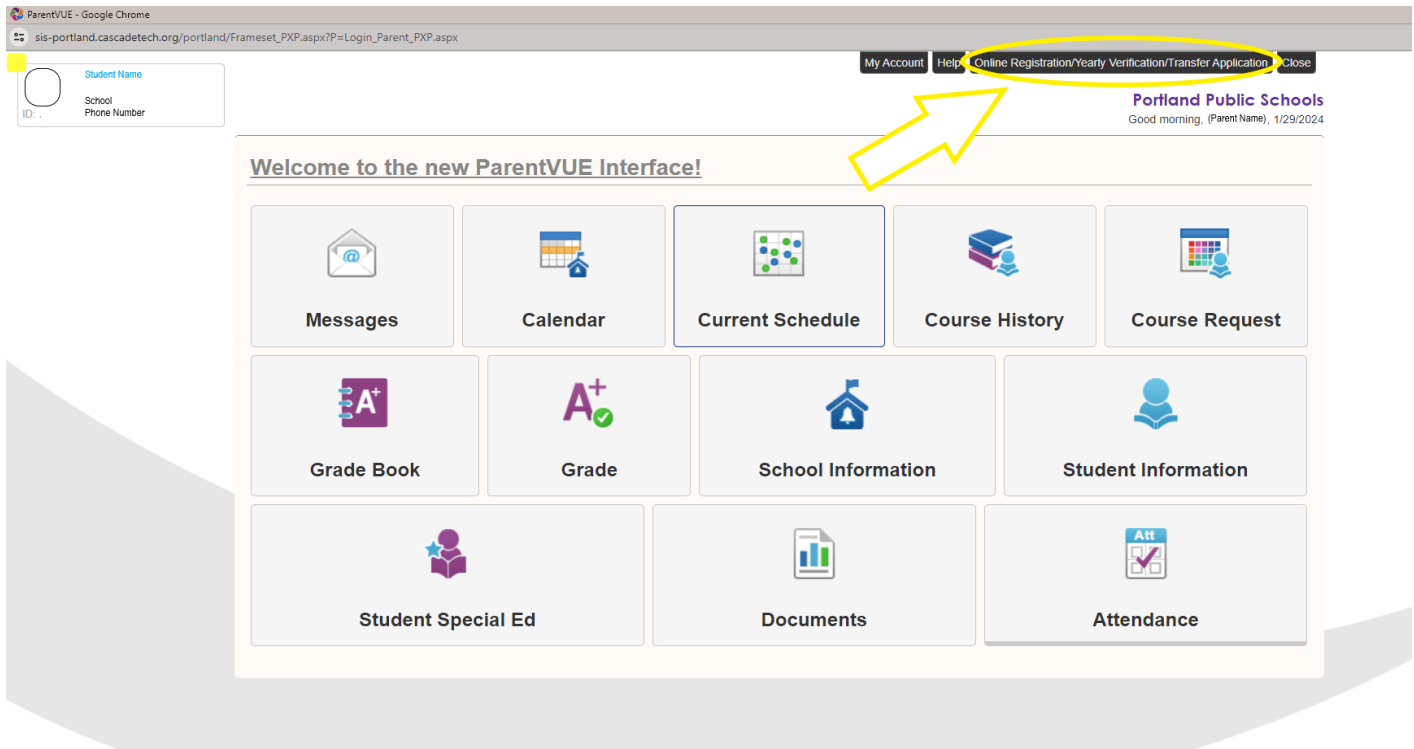 ParentVUE - Google Chrome
sis-portland.cascadetech.org/portland/Frameset_PXP.aspx?P=Login_Parent_PXP.aspx
My Account Help Online Registration/Yearly Verification/Transfer Application Close
Student Name
School
ID: . Phone Number
Portland Public Schools
Good morning, (Parent Name), 1/29/2024
Welcome to the new ParentVUE Interface!
@
Messages Calendar Current Schedule Course History Course Request
A+ A+
Grade Book Grade School Information Student Information
Att
Student Special Ed Documents Attendance